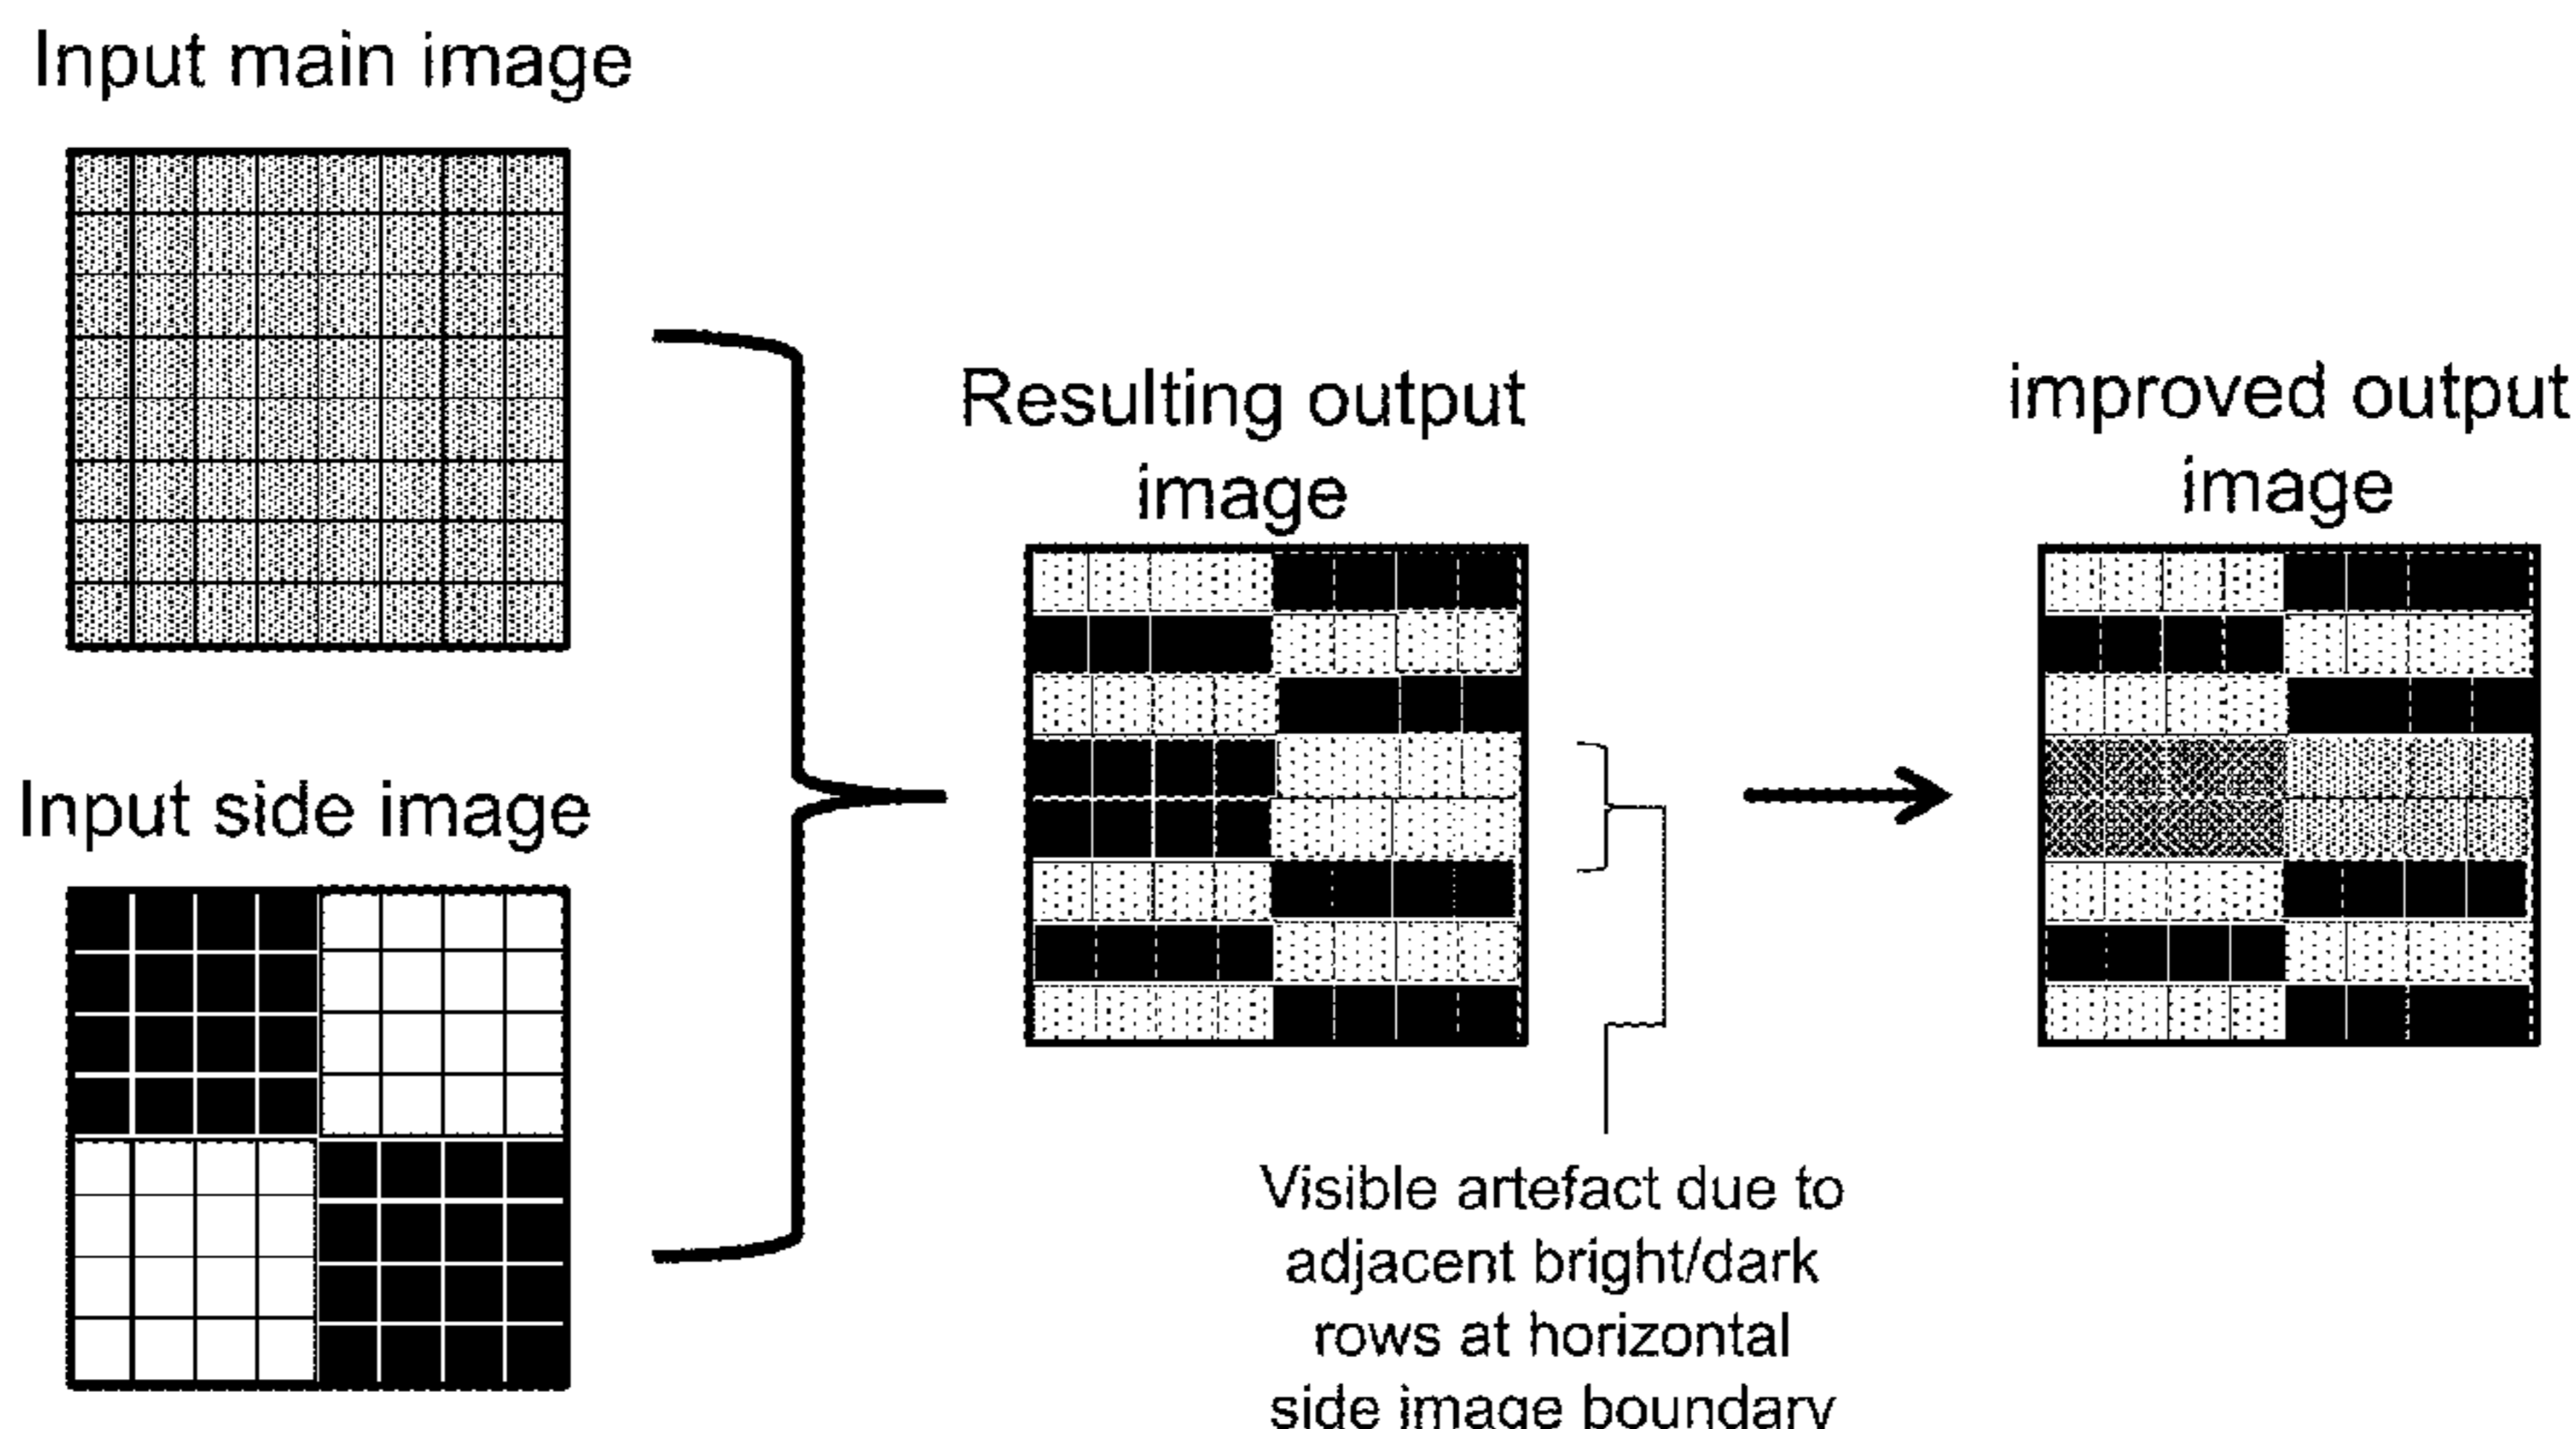 Input main image
Input side image
Resulting output
image
improved output
image
Visible artefact due to
adjacent bright/dark
rows at horizontal
side image boundary